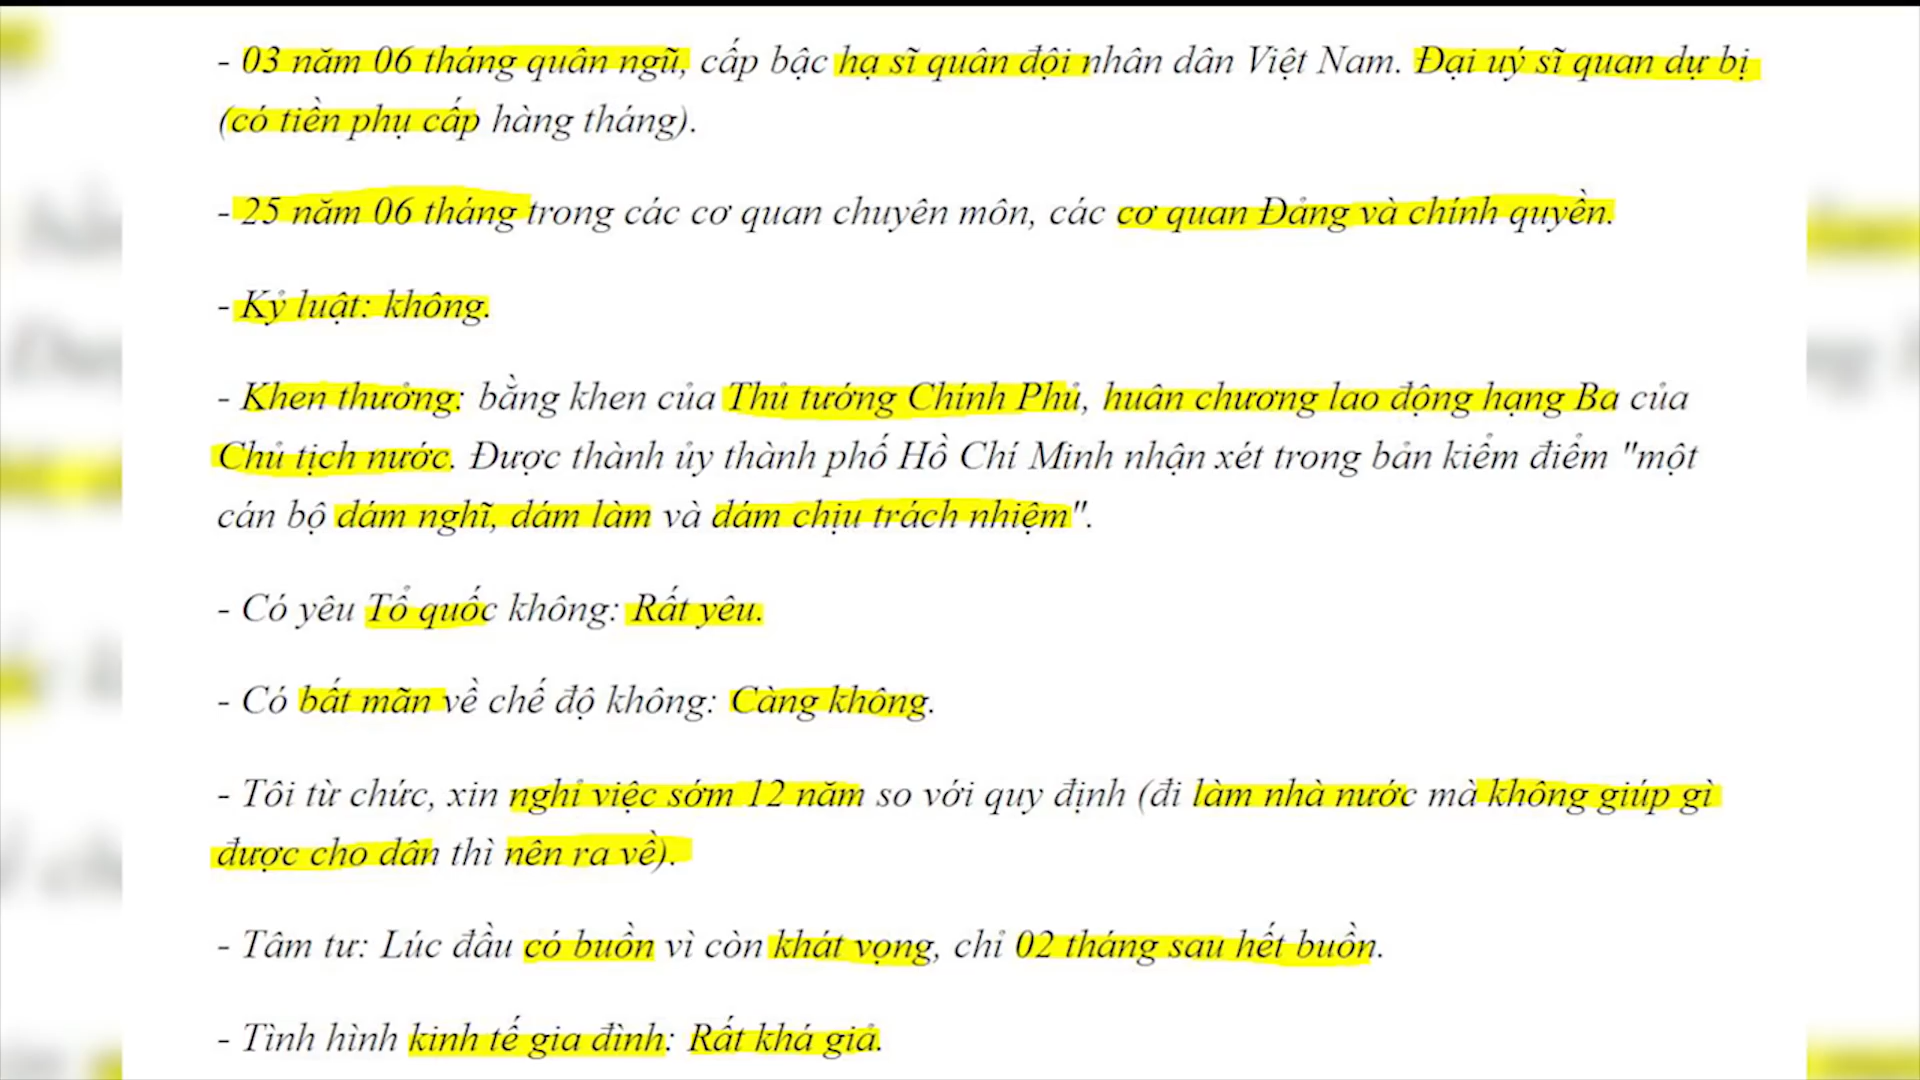 - 03 năm 06 tháng quân ngũ, cấp bậc hạ sĩ quân đội nhân dân Việt Nam. Đại uý sĩ quan dự bị
(có tiền phụ cấp hàng tháng).
- 25 năm 06 tháng trong các cơ quan chuyên môn, các cơ quan Đảng và chính quyền.
- Kỷ luật: không.
- Khen thưởng: bằng khen của Thủ tướng Chính Phủ, huân chương lao động hạng Ba của
Chủ tịch nước. Được thành ủy thành phố Hồ Chí Minh nhận xét trong bản kiểm điểm "một
cán bộ dám nghĩ, dám làm và dám chịu trách nhiệm".
- Có yêu Tổ quốc không: Rất yêu.
- Có bất mãn về chế độ không: Càng không.
- Tôi từ chức, xin nghỉ việc sớm 12 năm so với quy định (đi làm nhà nước mà không giúp gì
được cho dân thì nên ra về).
- Tâm tư: Lúc đầu có buồn vì còn khát vọng, chỉ 02 tháng sau hết buồn.
- Tình hình kinh tế gia đình: Rất khá giả.